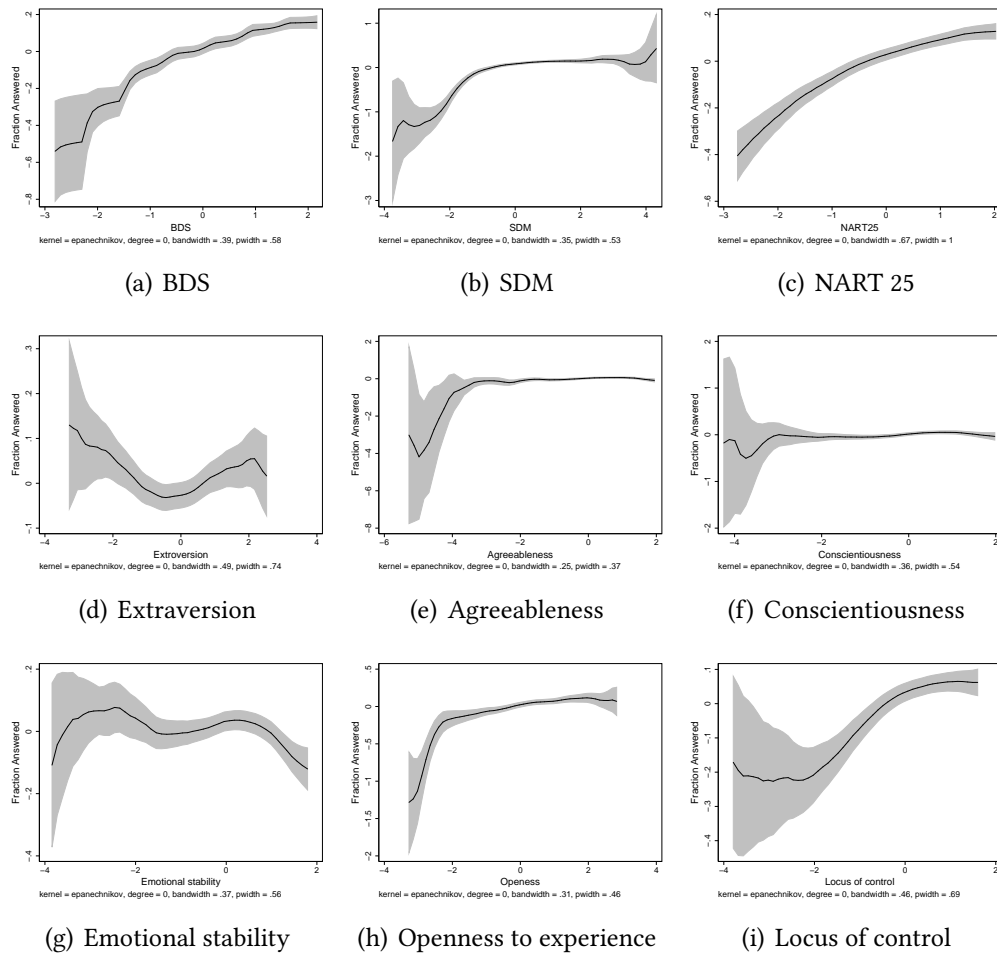 Fraction Answered
.2
0
−.2
−.4
−.6
−.8
−3 −2 −1 0 1 2
BDS
kernel = epanechnikov, degree = 0, bandwidth = .39, pwidth = .58
(a) BDS
Fraction Answered
1
0
−1
−2
−3
−4 −2 0 2 4
SDM
kernel = epanechnikov, degree = 0, bandwidth = .35, pwidth = .53
(b) SDM
Fraction Answered
.2
0
−.2
−.4
−.6
−3 −2 −1 0 1 2
NART25
kernel = epanechnikov, degree = 0, bandwidth = .67, pwidth = 1
(c) NART 25
Fraction Answered
.3
.2
.1
0
−.1
−4 −2 0 2 4
Extroversion
kernel = epanechnikov, degree = 0, bandwidth = .49, pwidth = .74
(d) Extraversion
Fraction Answered
2
0
−2
−4
−6
−8
−6 −4 −2 0 2
Agreeableness
kernel = epanechnikov, degree = 0, bandwidth = .25, pwidth = .37
(e) Agreeableness
Fraction Answered
2
1
0
−1
−2
−4 −2 0 2
Conscientiousness
kernel = epanechnikov, degree = 0, bandwidth = .36, pwidth = .54
(f) Conscientiousness
Fraction Answered
.2
0
−.2
−.4
−4 −2 0 2
Emotional stability
kernel = epanechnikov, degree = 0, bandwidth = .37, pwidth = .56
(g) Emotional stability
Fraction Answered
.5
0
−.5
−1
−1.5
−2
−4 −2 0 2 4
Openess
kernel = epanechnikov, degree = 0, bandwidth = .31, pwidth = .46
(h) Openness to experience
Fraction Answered
.1
0
−.1
−.2
−.3
−.4
−4 −2 0 2
Locus of control
kernel = epanechnikov, degree = 0, bandwidth = .46, pwidth = .69
(i) Locus of control